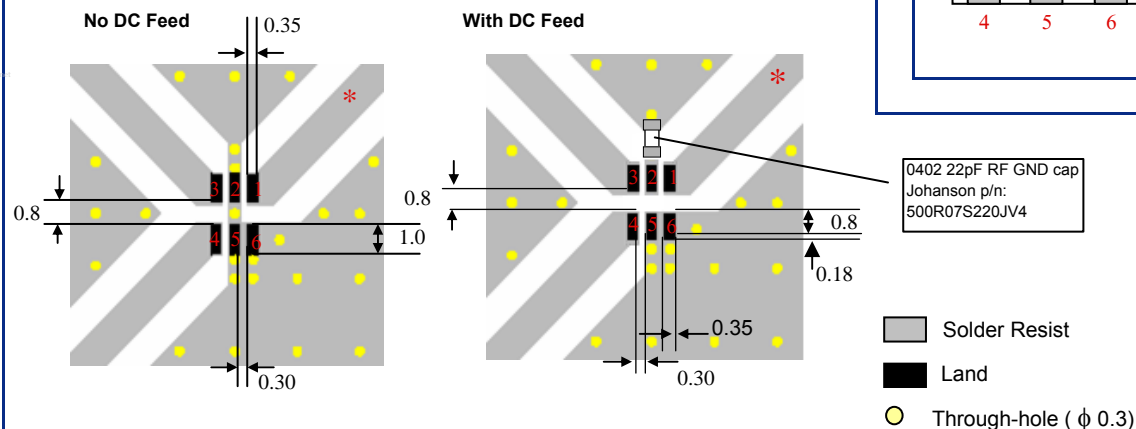 No DC Feed
0.35
*
3 2 1
4 5 6
0.8
1.0
0.30
With DC Feed
*
3 2 1
4 5 6
0.8
0.8
0.18
0.35
0.30
4 5 6
0402 22pF RF GND cap
Johanson p/n:
500R07S220JV4
Solder Resist
Land
Through-hole ( ϕ 0.3)